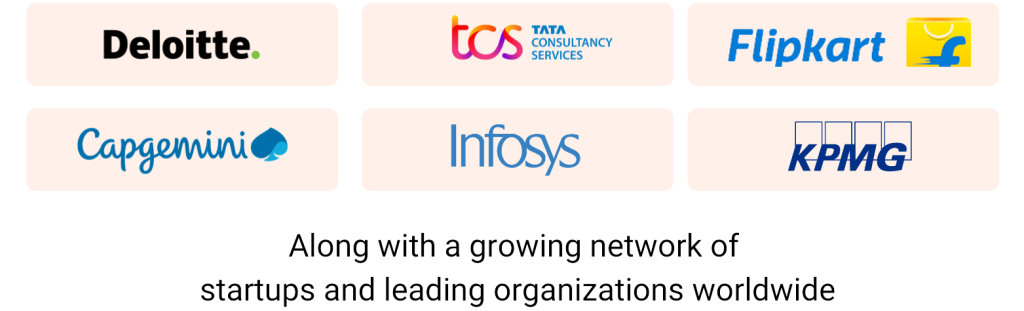 Deloitte.
tcs TATA
CONSULTANCY
SERVICES
Flipkart
Capgemini
Infosys
KPMG
Along with a growing network of
startups and leading organizations worldwide